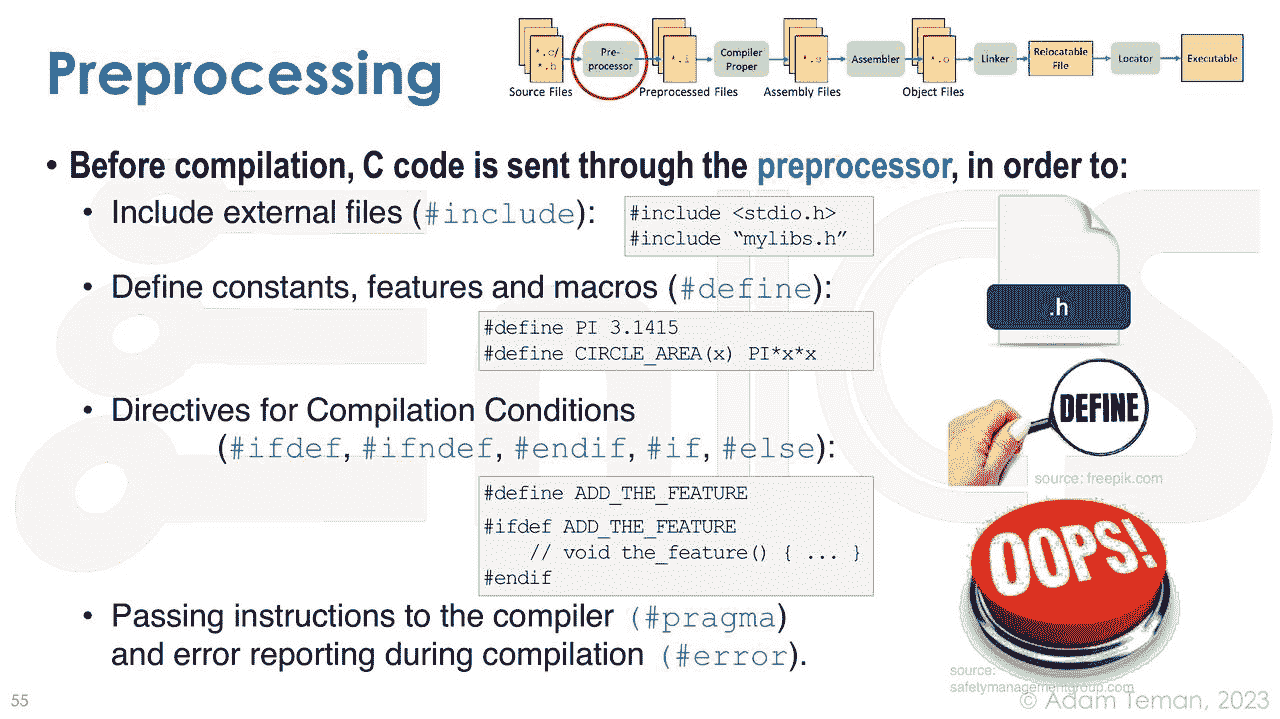 Preprocessing
*.c/
*.h
Source Files
Pre-
processor
*.i
Preprocessed Files
Compiler
Proper
*.s
Assembly Files
Assembler
*.o
Object Files
Linker
Relocatable
File
Locator
Executable
• Before compilation, C code is sent through the preprocessor, in order to:
• Include external files (#include):
#include <stdio.h>
#include “mylibs.h”
.h
• Define constants, features and macros (#define):
#define PI 3.1415
#define CIRCLE_AREA(x) PI*x*x
DEFINE
source: freepik.com
• Directives for Compilation Conditions
(#ifdef, #ifndef, #endif, #if, #else):
#define ADD_THE_FEATURE
#ifdef ADD_THE_FEATURE
// void the_feature() { ... }
#endif
OOPS!
• Passing instructions to the compiler (#pragma)
and error reporting during compilation (#error).
source:
safetymanagementgroup.com
55
© Adam Teman, 2023